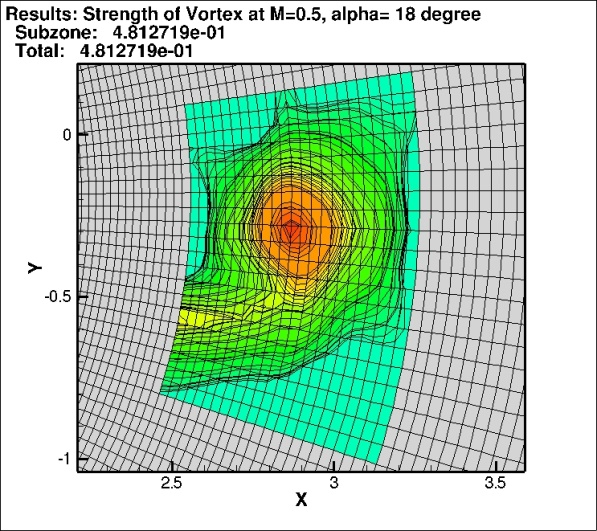 Results: Strength of Vortex at M=0.5, alpha= 18 degree
Subzone: 4.812719e-01
Total: 4.812719e-01
0
-0.5
-1
Y
2.5 3 3.5
X